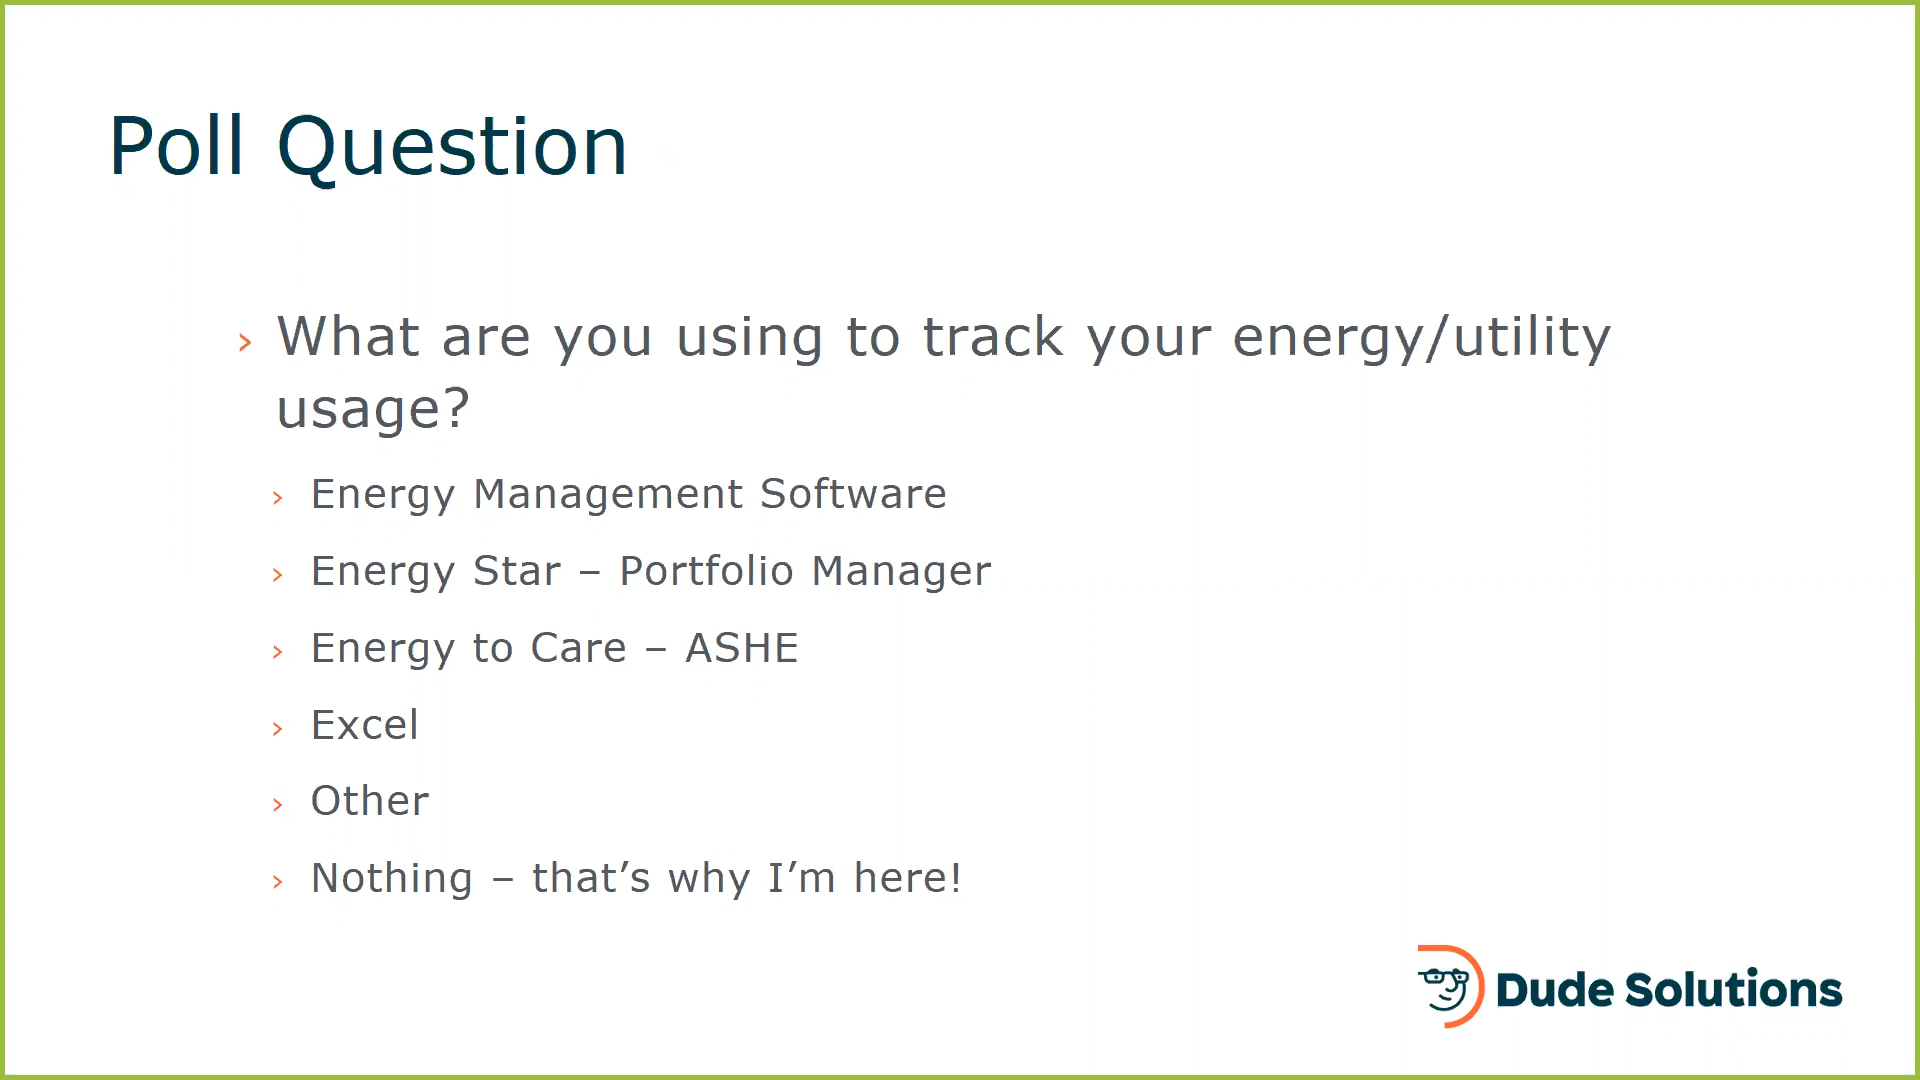 Poll Question
› What are you using to track your energy/utility
usage?
› Energy Management Software
› Energy Star – Portfolio Manager
› Energy to Care – ASHE
› Excel
› Other
› Nothing – that’s why I’m here!
Dude Solutions